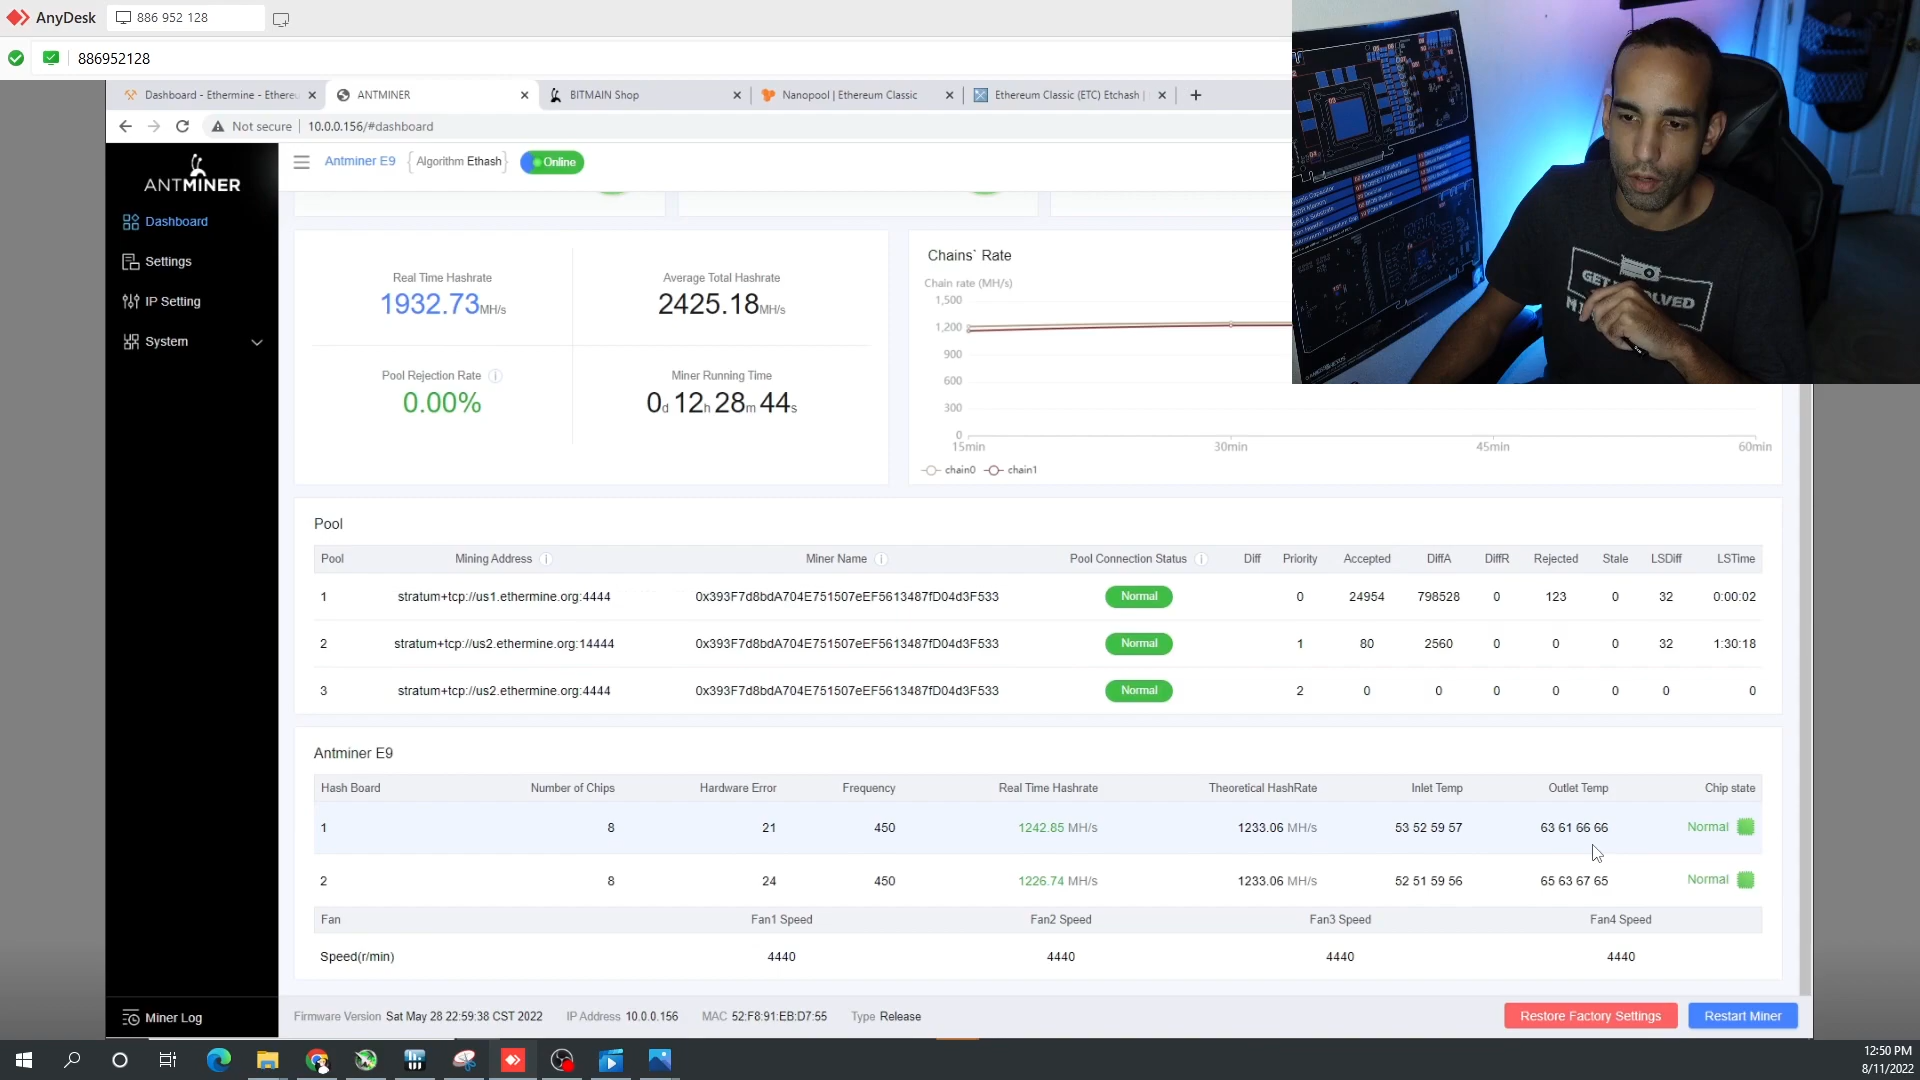 AnyDesk 886 952 128
886952128
Dashboard - Ethermine - Ethereu
ANTMINER
BITMAIN Shop
Nanopool | Ethereum Classic
Ethereum Classic (ETC) Etchash |
Not secure 10.0.0.156/#dashboard
ANTMINER
Dashboard
Settings
IP Setting
System
Miner Log
Antminer E9 Algorithm Ethash Online
Real Time Hashrate
1932.73MH/s
Average Total Hashrate
2425.18MH/s
Pool Rejection Rate
0.00%
Miner Running Time
0d 12h 28m 44s
Chains` Rate
Chain rate (MH/s)
1,500
1,200
900
600
300
0
15min 30min 45min 60min
chain0 chain1
Pool
Pool Mining Address Miner Name Pool Connection Status Diff Priority Accepted DiffA DiffR Rejected Stale LSDiff LSTime
1 stratum+tcp://us1.ethermine.org:4444 0x393F7d8bdA704E751507eEF5613487fD04d3F533 Normal 0 24954 798528 0 123 0 32 0:00:02
2 stratum+tcp://us2.ethermine.org:14444 0x393F7d8bdA704E751507eEF5613487fD04d3F533 Normal 1 80 2560 0 0 0 32 1:30:18
3 stratum+tcp://us2.ethermine.org:4444 0x393F7d8bdA704E751507eEF5613487fD04d3F533 Normal 2 0 0 0 0 0 0 0
Antminer E9
Hash Board Number of Chips Hardware Error Frequency Real Time Hashrate Theoretical HashRate Inlet Temp Outlet Temp Chip state
1 8 21 450 1242.85 MH/s 1233.06 MH/s 53 52 59 57 63 61 66 66 Normal
2 8 24 450 1226.74 MH/s 1233.06 MH/s 52 51 59 56 65 63 67 65 Normal
Fan Fan1 Speed Fan2 Speed Fan3 Speed Fan4 Speed
Speed(r/min) 4440 4440 4440 4440
Firmware Version Sat May 28 22:59:38 CST 2022 IP Address 10.0.0.156 MAC 52:F8:91:EB:D7:55 Type Release
Restore Factory Settings Restart Miner
12:50 PM
8/11/2022